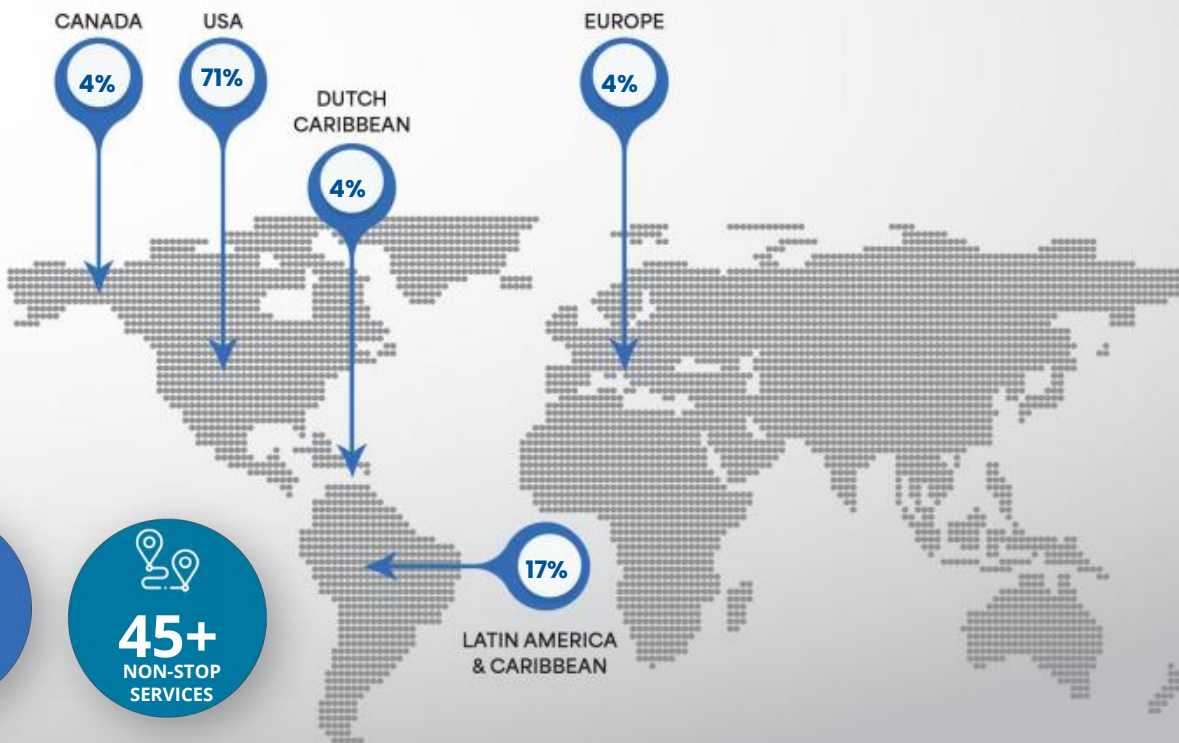 CANADA
USA
EUROPE
4%
71%
4%
DUTCH
CARIBBEAN
4%
17%
LATIN AMERICA
& CARIBBEAN
45+
NON-STOP
SERVICES